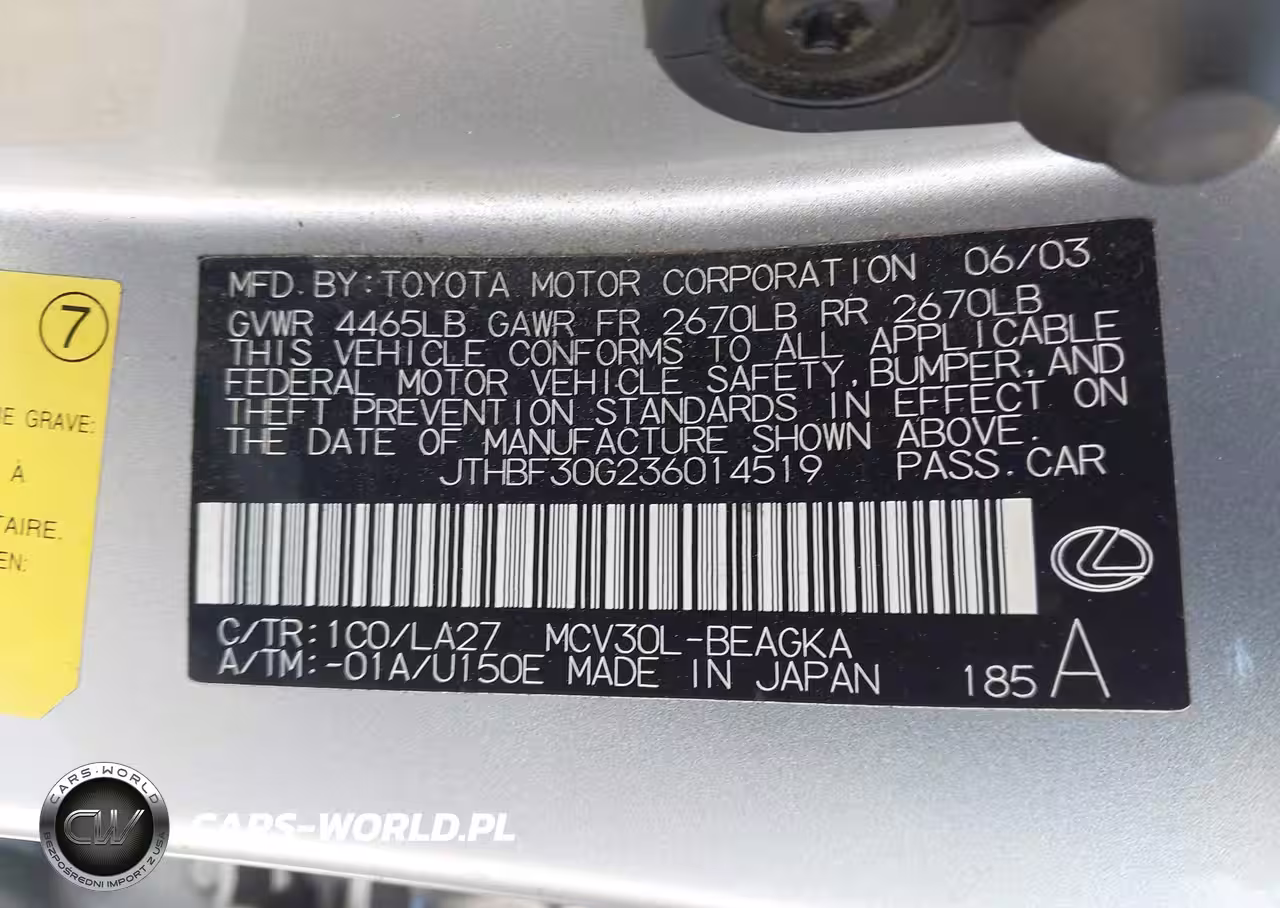 7
E GRAVE:
À
TAIRE.
EN:
MFD. BY: TOYOTA MOTOR CORPORATION 06/03
GVWR 4465LB GAWR FR 2670LB RR 2670LB
THIS VEHICLE CONFORMS TO ALL APPLICABLE
FEDERAL MOTOR VEHICLE SAFETY, BUMPER, AND
THEFT PREVENTION STANDARDS IN EFFECT ON
THE DATE OF MANUFACTURE SHOWN ABOVE.
JTHBF30G236014519 PASS. CAR
C/TR: 1C0/LA27 MCV30L-BEAGKA
A/TM: -01A/U150E MADE IN JAPAN 185 A
CARS-WORLD
CW
BEZPOŚREDNI IMPORT Z USA
CARS-WORLD.PL